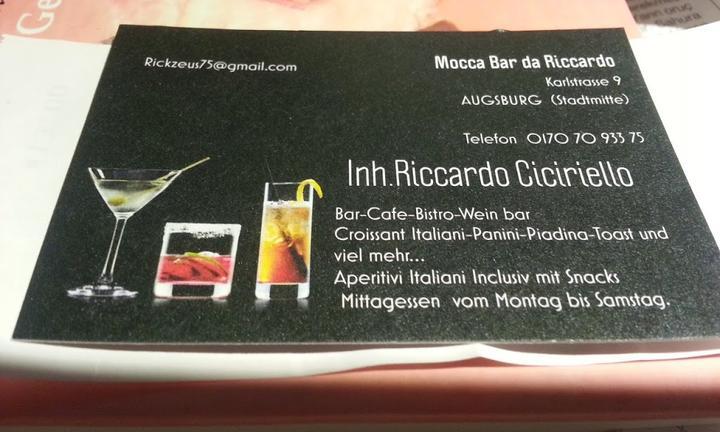 Rickzeus75@gmail.com
Mocca Bar da Riccardo
Karlstrasse 9
AUGSBURG (Stadtmitte)
Telefon 0170 70 933 75
Inh.Riccardo Ciciriello
Bar-Cafe-Bistro-Wein bar
Croissant Italiani-Panini-Piadina-Toast und
viel mehr...
Aperitivi Italiani Inclusiv mit Snacks
Mittagessen vom Montag bis Samstag.